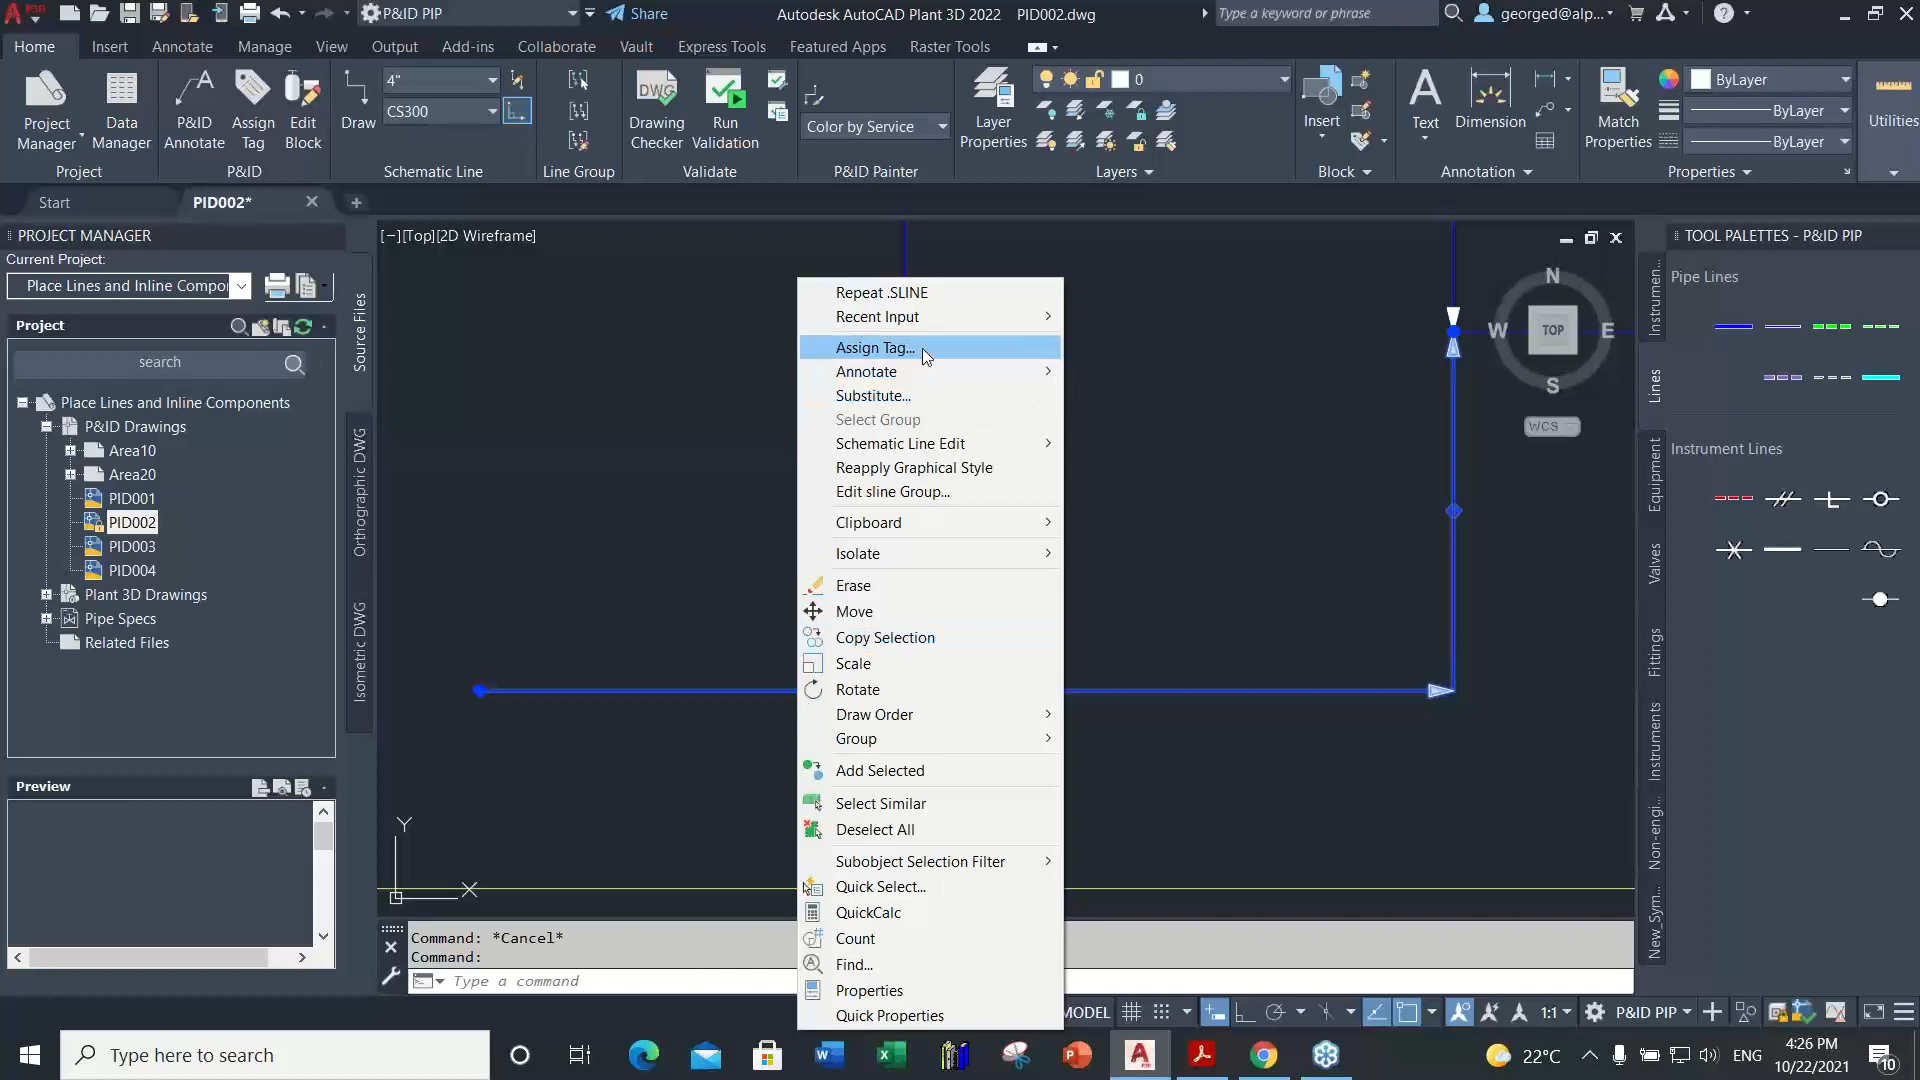 P&ID PIP
Share
Autodesk AutoCAD Plant 3D 2022 PID002.dwg
Type a keyword or phrase
georged@alp...
Home Insert Annotate Manage View Output Add-ins Collaborate Vault Express Tools Featured Apps Raster Tools
Project
Manager
Data
Manager
Project
P&ID
Annotate
Assign
Tag
Edit
Block
P&ID
Draw
4"
CS300
Schematic Line
Line Group
DWG
Drawing
Checker
Run
Validation
Validate
Color by Service
P&ID Painter
Layer
Properties
0
Layers
Insert
Block
Text
Dimension
Annotation
Match
Properties
ByLayer
ByLayer
ByLayer
Properties
Utilities
Start
PID002*
PROJECT MANAGER
Current Project:
Place Lines and Inline Compo
Project
search
Place Lines and Inline Components
P&ID Drawings
Area10
Area20
PID001
PID002
PID003
PID004
Plant 3D Drawings
Pipe Specs
Related Files
Preview
Source Files
Orthographic DWG
Isometric DWG
[−][Top][2D Wireframe]
Repeat .SLINE
Recent Input
Assign Tag...
Annotate
Substitute...
Select Group
Schematic Line Edit
Reapply Graphical Style
Edit sline Group...
Clipboard
Isolate
Erase
Move
Copy Selection
Scale
Rotate
Draw Order
Group
Add Selected
Select Similar
Deselect All
Subobject Selection Filter
Quick Select...
QuickCalc
Count
Find...
Properties
Quick Properties
N
W TOP E
S
WCS
Y
X
TOOL PALETTES - P&ID PIP
Pipe Lines
Instrument Lines
Instrumen...
Lines
Equipment
Valves
Fittings
Instruments
Non-engi...
New_Sym...
Command: *Cancel*
Command:
Type a command
MODEL
1:1
P&ID PIP
Type here to search
22°C
ENG
4:26 PM
10/22/2021
10